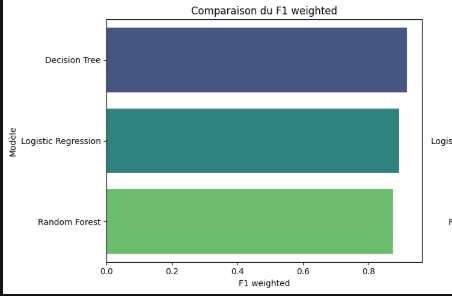 Comparaison du F1 weighted
Decision Tree
Logistic Regression
Random Forest
Modèle
0.0 0.2 0.4 0.6 0.8
F1 weighted